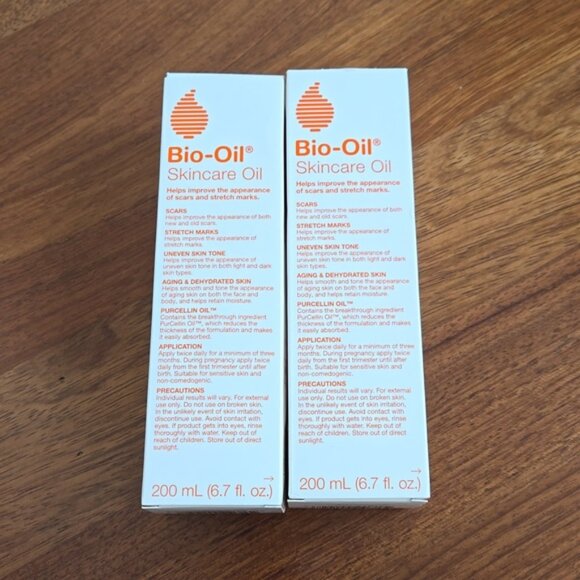 Bio-Oil®
Skincare Oil
Helps improve the appearance
of scars and stretch marks.
SCARS
Helps improve the appearance of both
new and old scars.
STRETCH MARKS
Helps improve the appearance of
stretch marks.
UNEVEN SKIN TONE
Helps improve the appearance of
uneven skin tone in both light and dark
skin types.
AGING & DEHYDRATED SKIN
Helps smooth and tone the appearance
of aging skin on both the face and
body, and helps retain moisture.
PURCELLIN OIL™
Contains the breakthrough ingredient
PurCellin Oil™, which reduces the
thickness of the formulation and makes
it easily absorbed.
APPLICATION
Apply twice daily for a minimum of three
months. During pregnancy apply twice
daily from the first trimester until after
birth. Suitable for sensitive skin and
non-comedogenic.
PRECAUTIONS
Individual results will vary. For external
use only. Do not use on broken skin.
In the unlikely event of skin irritation,
discontinue use. Avoid contact with
eyes. If product gets into eyes, rinse
thoroughly with water. Keep out of
reach of children. Store out of direct
sunlight.
200 mL (6.7 fl. oz.)
Bio-Oil®
Skincare Oil
Helps improve the appearance
of scars and stretch marks.
SCARS
Helps improve the appearance of both
new and old scars.
STRETCH MARKS
Helps improve the appearance of
stretch marks.
UNEVEN SKIN TONE
Helps improve the appearance of
uneven skin tone in both light and dark
skin types.
AGING & DEHYDRATED SKIN
Helps smooth and tone the appearance
of aging skin on both the face and
body, and helps retain moisture.
PURCELLIN OIL™
Contains the breakthrough ingredient
PurCellin Oil™, which reduces the
thickness of the formulation and makes
it easily absorbed.
APPLICATION
Apply twice daily for a minimum of three
months. During pregnancy apply twice
daily from the first trimester until after
birth. Suitable for sensitive skin and
non-comedogenic.
PRECAUTIONS
Individual results will vary. For external
use only. Do not use on broken skin.
In the unlikely event of skin irritation,
discontinue use. Avoid contact with
eyes. If product gets into eyes, rinse
thoroughly with water. Keep out of
reach of children. Store out of direct
sunlight.
200 mL (6.7 fl. oz.)